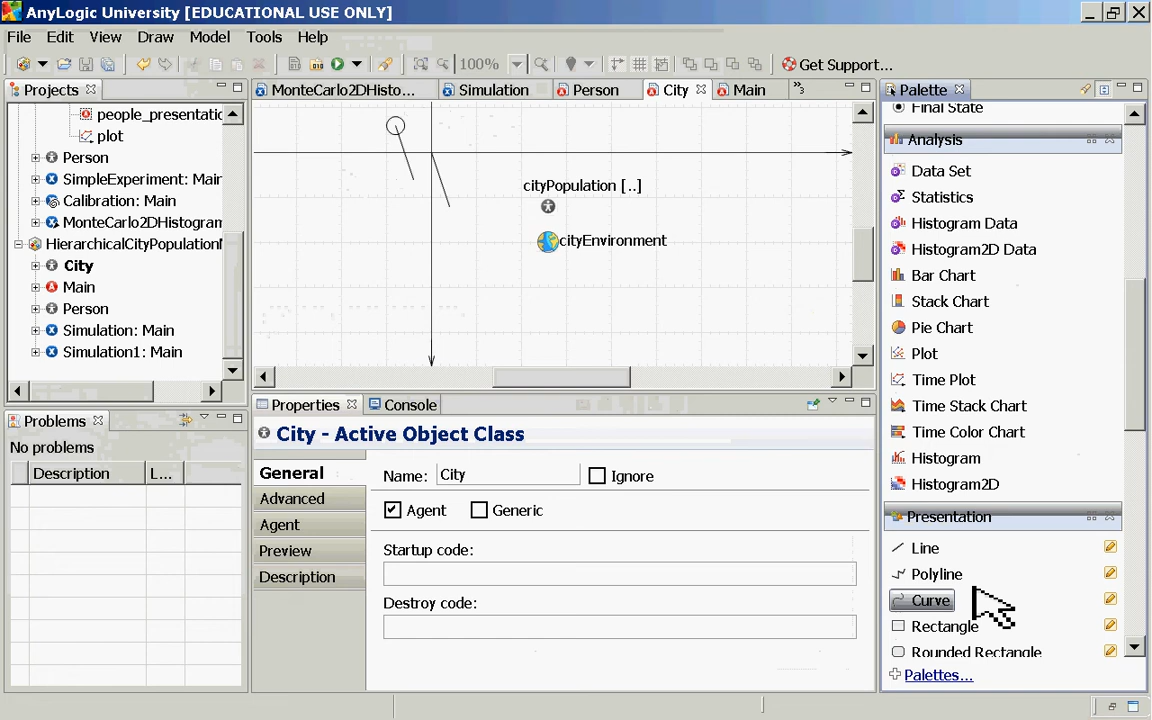 AnyLogic University [EDUCATIONAL USE ONLY]
File Edit View Draw Model Tools Help
100% Get Support...
Projects
people_presentatio
plot
Person
SimpleExperiment: Main
Calibration: Main
MonteCarlo2DHistogram
HierarchicalCityPopulation
City
Main
Person
Simulation: Main
Simulation1: Main
Problems
No problems
Description L...
MonteCarlo2DHisto... Simulation Person City Main »3
cityPopulation [..]
cityEnvironment
Properties Console
City - Active Object Class
General
Advanced
Agent
Preview
Description
Name: City Ignore
Agent Generic
Startup code:
Destroy code:
Palette
Final State
Analysis
Data Set
Statistics
Histogram Data
Histogram2D Data
Bar Chart
Stack Chart
Pie Chart
Plot
Time Plot
Time Stack Chart
Time Color Chart
Histogram
Histogram2D
Presentation
Line
Polyline
Curve
Rectangle
Rounded Rectangle
Palettes...